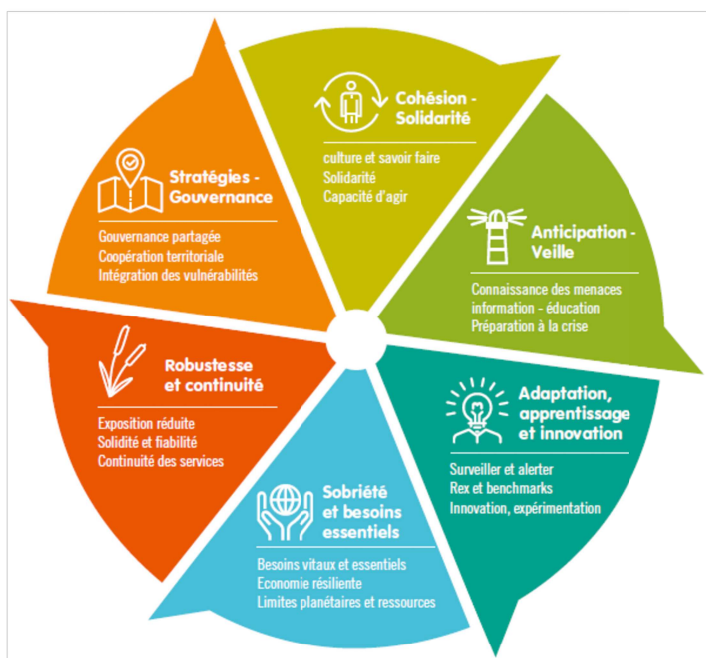 Cohésion -
Solidarité
culture et savoir faire
Solidarité
Capacité d'agir
Anticipation -
Veille
Connaissance des menaces
information - éducation
Préparation à la crise
Adaptation,
apprentissage
et innovation
Surveiller et alerter
Rex et benchmarks
Innovation, expérimentation
Sobriété
et besoins
essentiels
Besoins vitaux et essentiels
Economie résiliente
Limites planétaires et ressources
Robustesse
et continuité
Exposition réduite
Solidité et fiabilité
Continuité des services
Stratégies -
Gouvernance
Gouvernance partagée
Coopération territoriale
Intégration des vulnérabilités